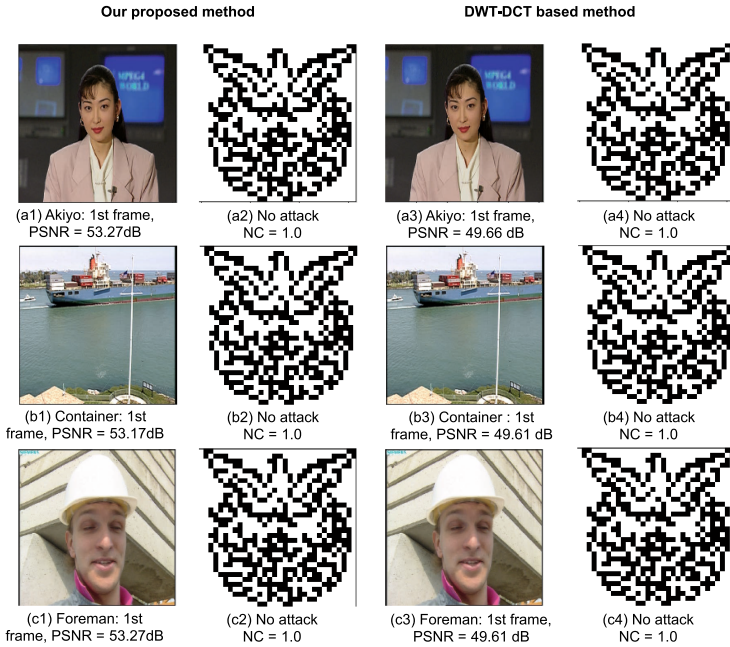 Our proposed method
DWT-DCT based method
MPEG4
WORLD
MPEG4
WORLD
(a1) Akiyo: 1st frame,
PSNR = 53.27dB
(a2) No attack
NC = 1.0
(a3) Akiyo: 1st frame,
PSNR = 49.66 dB
(a4) No attack
NC = 1.0
(b1) Container: 1st
frame, PSNR = 53.17dB
(b2) No attack
NC = 1.0
(b3) Container : 1st
frame, PSNR = 49.61 dB
(b4) No attack
NC = 1.0
(c1) Foreman: 1st
frame, PSNR = 53.27dB
(c2) No attack
NC = 1.0
(c3) Foreman: 1st frame,
PSNR = 49.61 dB
(c4) No attack
NC = 1.0